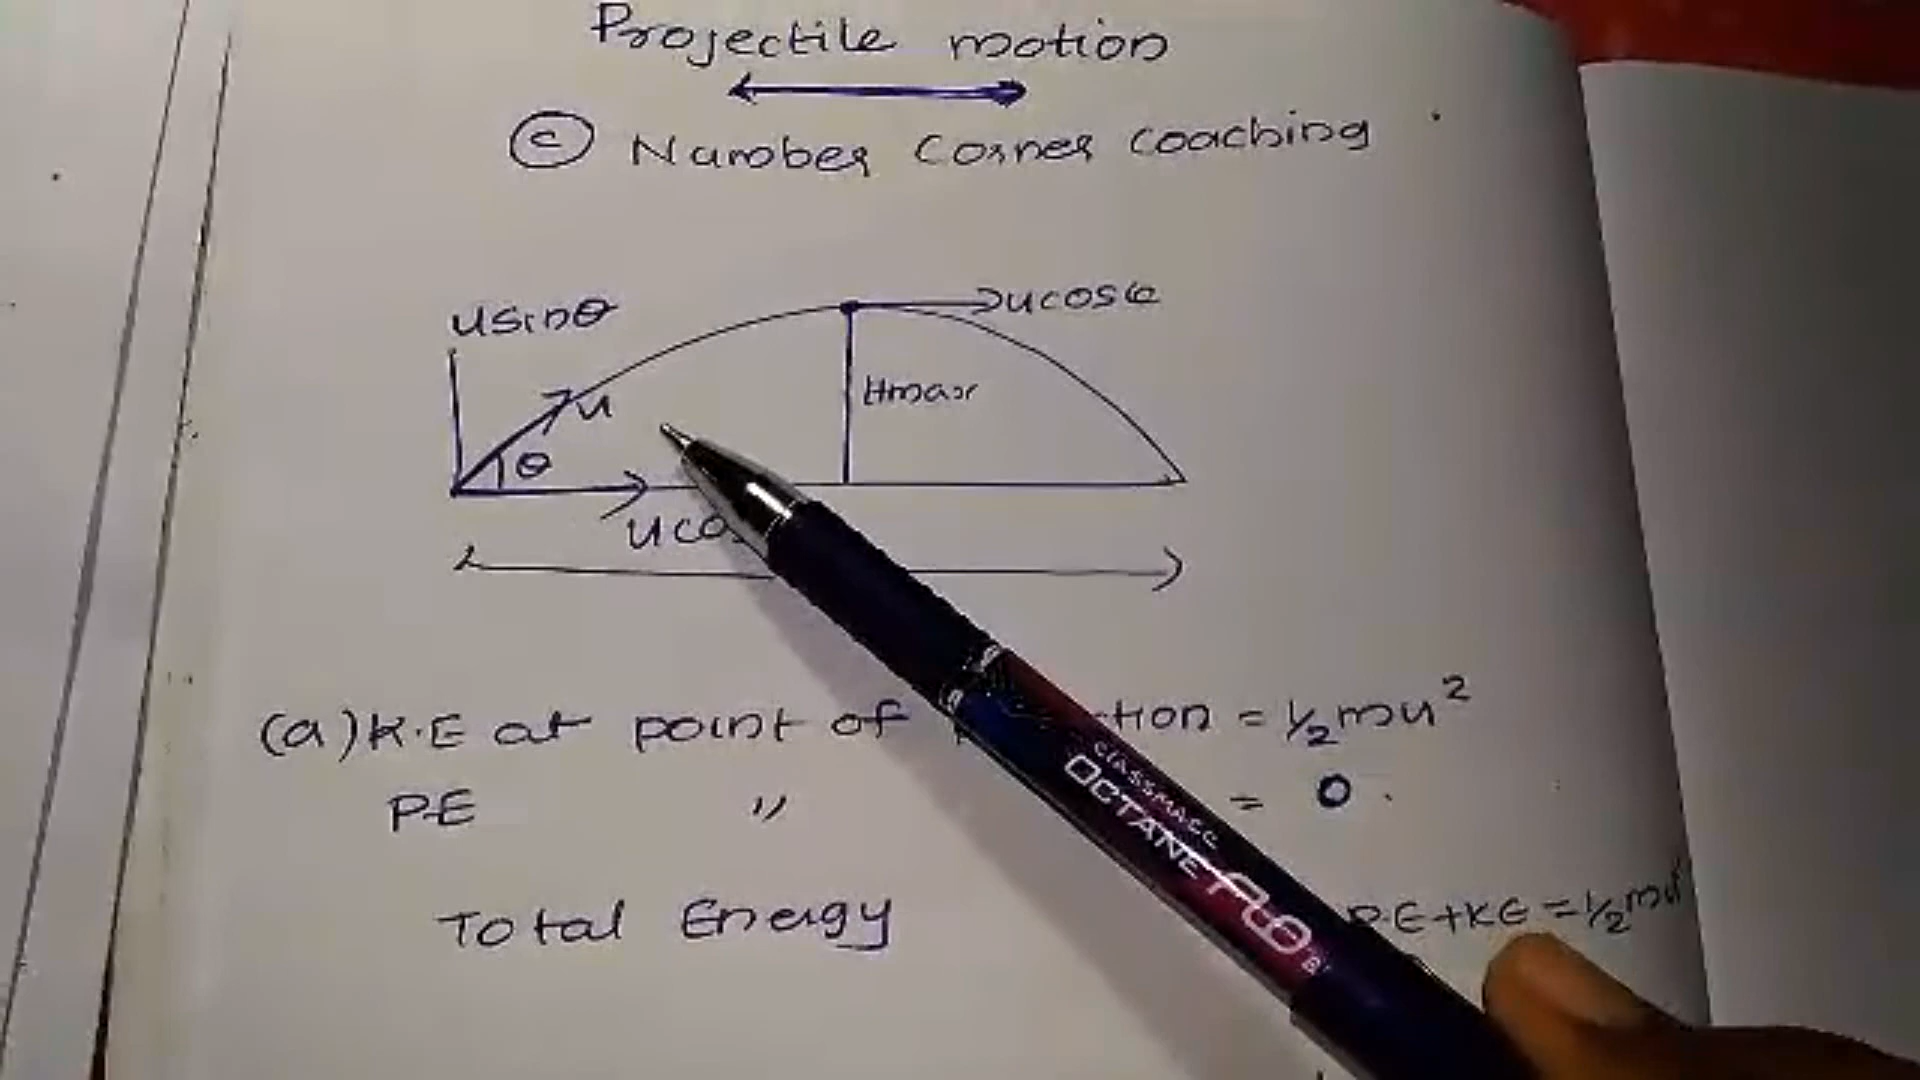 Projectile motion
© Number Corner coaching
usinθ
ucosθ
u
Hmax
θ
(a) K.E at point of = 1/2mu²
P.E " = 0.
Total Energy P.E+KE = 1/2mu²
CLASSMATE
OCTANE